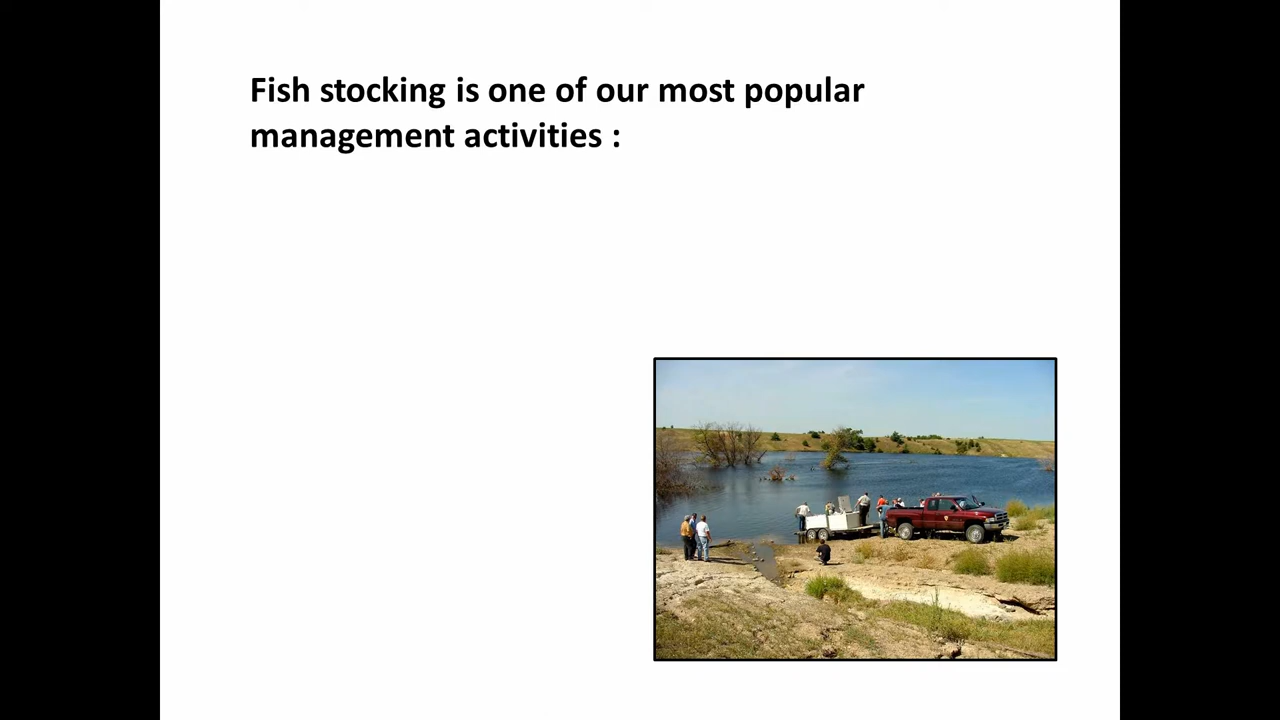 Fish stocking is one of our most popular
management activities :